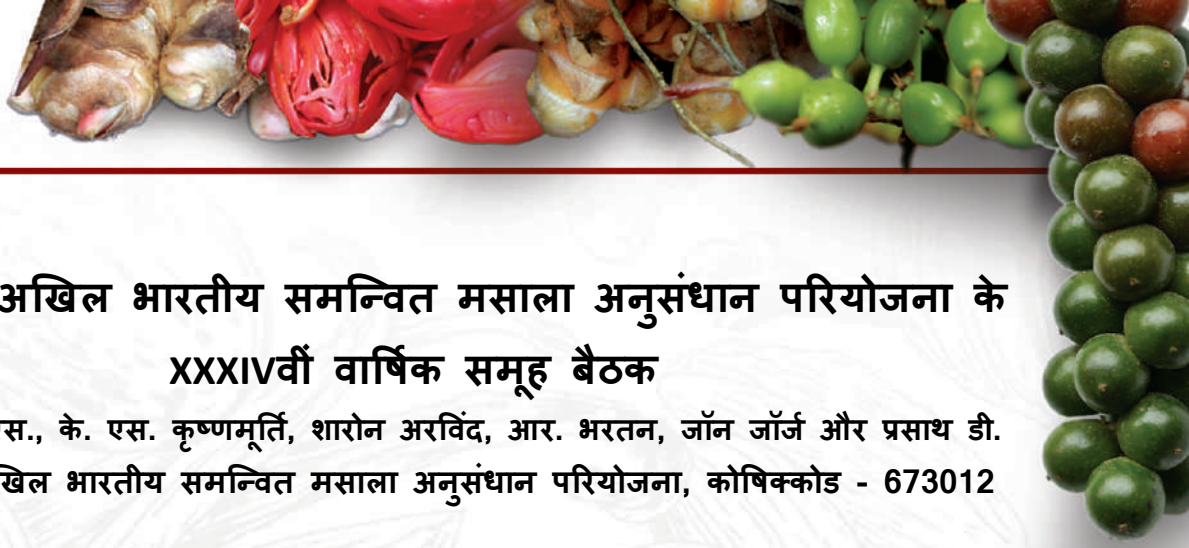 अखिल भारतीय समन्वित मसाला अनुसंधान परियोजना के
XXXIVवीं वार्षिक समूह बैठक
के. एस. कृष्णमूर्ति, शारोन अरविंद, आर. भरतन, जॉन जॉर्ज और प्रसाथ डी.
भारतीय समन्वित मसाला अनुसंधान परियोजना, कोषिक्कोड - 673012